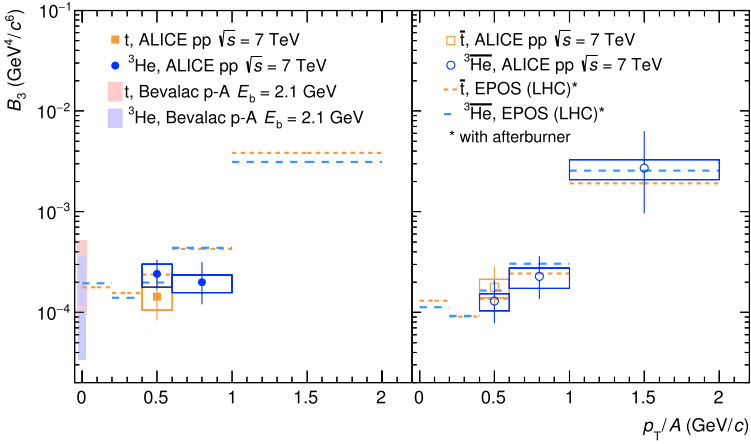 B₃ (GeV⁴/c⁶)
10⁻¹
10⁻²
10⁻³
10⁻⁴
t, ALICE pp √s = 7 TeV
³He, ALICE pp √s = 7 TeV
t, Bevalac p-A E_b = 2.1 GeV
³He, Bevalac p-A E_b = 2.1 GeV
t̅, ALICE pp √s = 7 TeV
³H̅e̅, ALICE pp √s = 7 TeV
t̅, EPOS (LHC)*
³H̅e̅, EPOS (LHC)*
* with afterburner
0 0.5 1 1.5 2
0 0.5 1 1.5 2
p_T/A (GeV/c)